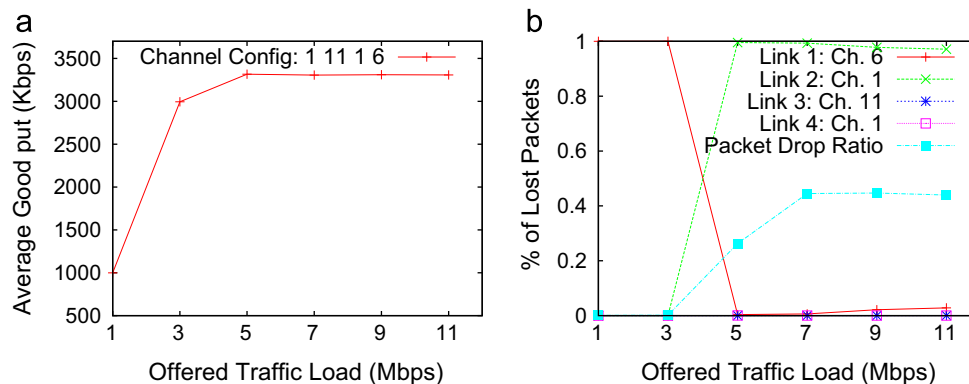 a
Average Good put (Kbps)
3500
3000
2500
2000
1500
1000
500
Channel Config: 1 11 1 6
1 3 5 7 9 11
Offered Traffic Load (Mbps)
b
% of Lost Packets
1
0.8
0.6
0.4
0.2
0
Link 1: Ch. 6
Link 2: Ch. 1
Link 3: Ch. 11
Link 4: Ch. 1
Packet Drop Ratio
1 3 5 7 9 11
Offered Traffic Load (Mbps)